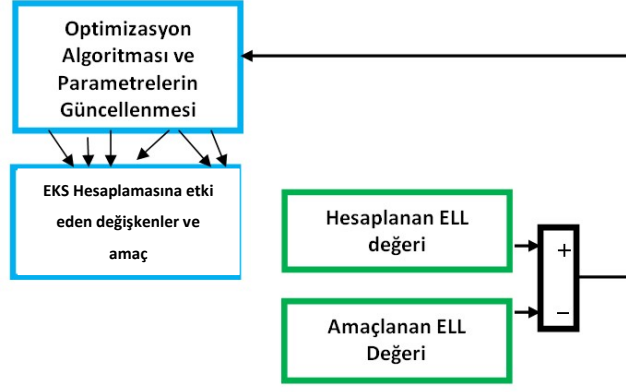 Optimizasyon
Algoritması ve
Parametrelerin
Güncellenmesi
EKS Hesaplamasına etki
eden değişkenler ve
amaç
Hesaplanan ELL
değeri
+
−
Amaçlanan ELL
Değeri